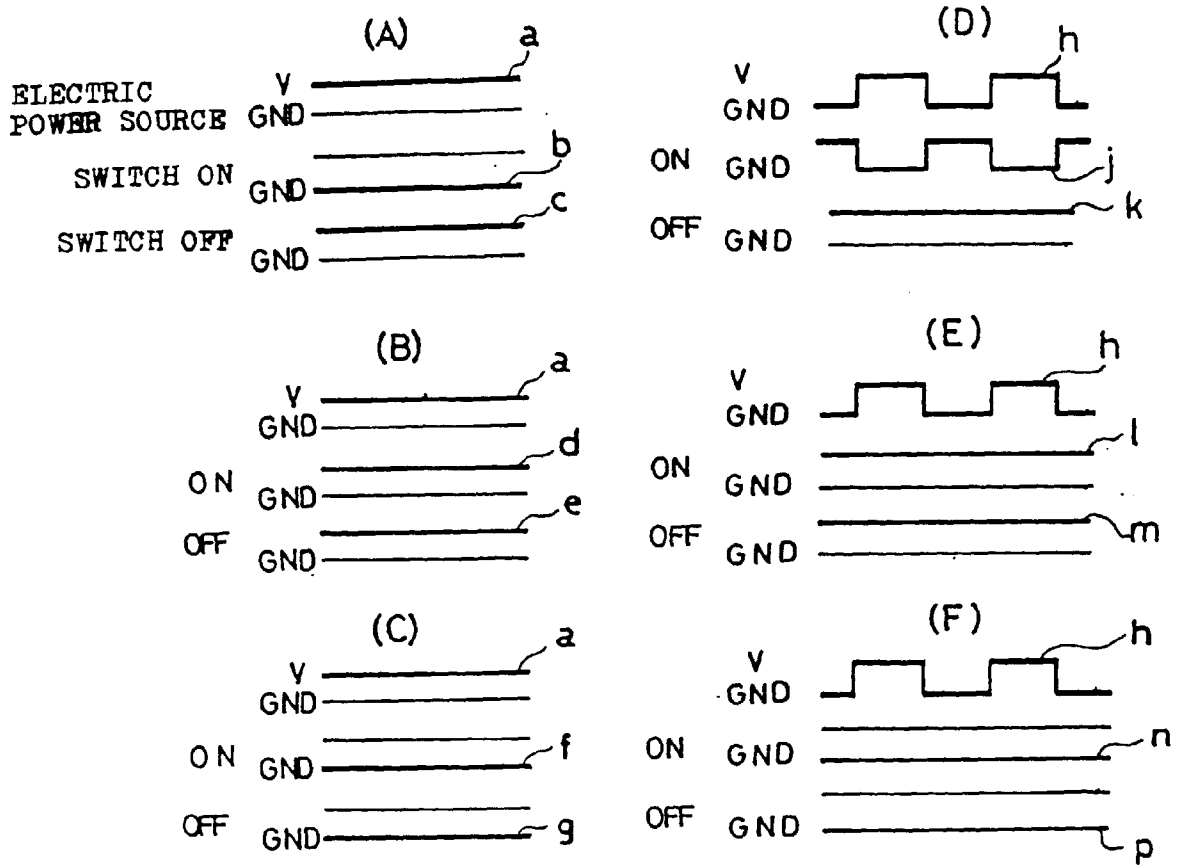 (A)
a
V
ELECTRIC
POWER SOURCE GND
b
SWITCH ON GND
c
SWITCH OFF GND
(B)
a
V
GND
d
ON GND
e
OFF GND
(C)
a
V
GND
ON GND f
OFF GND g
(D)
h
V
GND
ON GND j
k
OFF GND
(E)
h
V
GND
l
ON GND
m
OFF GND
(F)
h
V
GND
n
ON GND
OFF GND
p